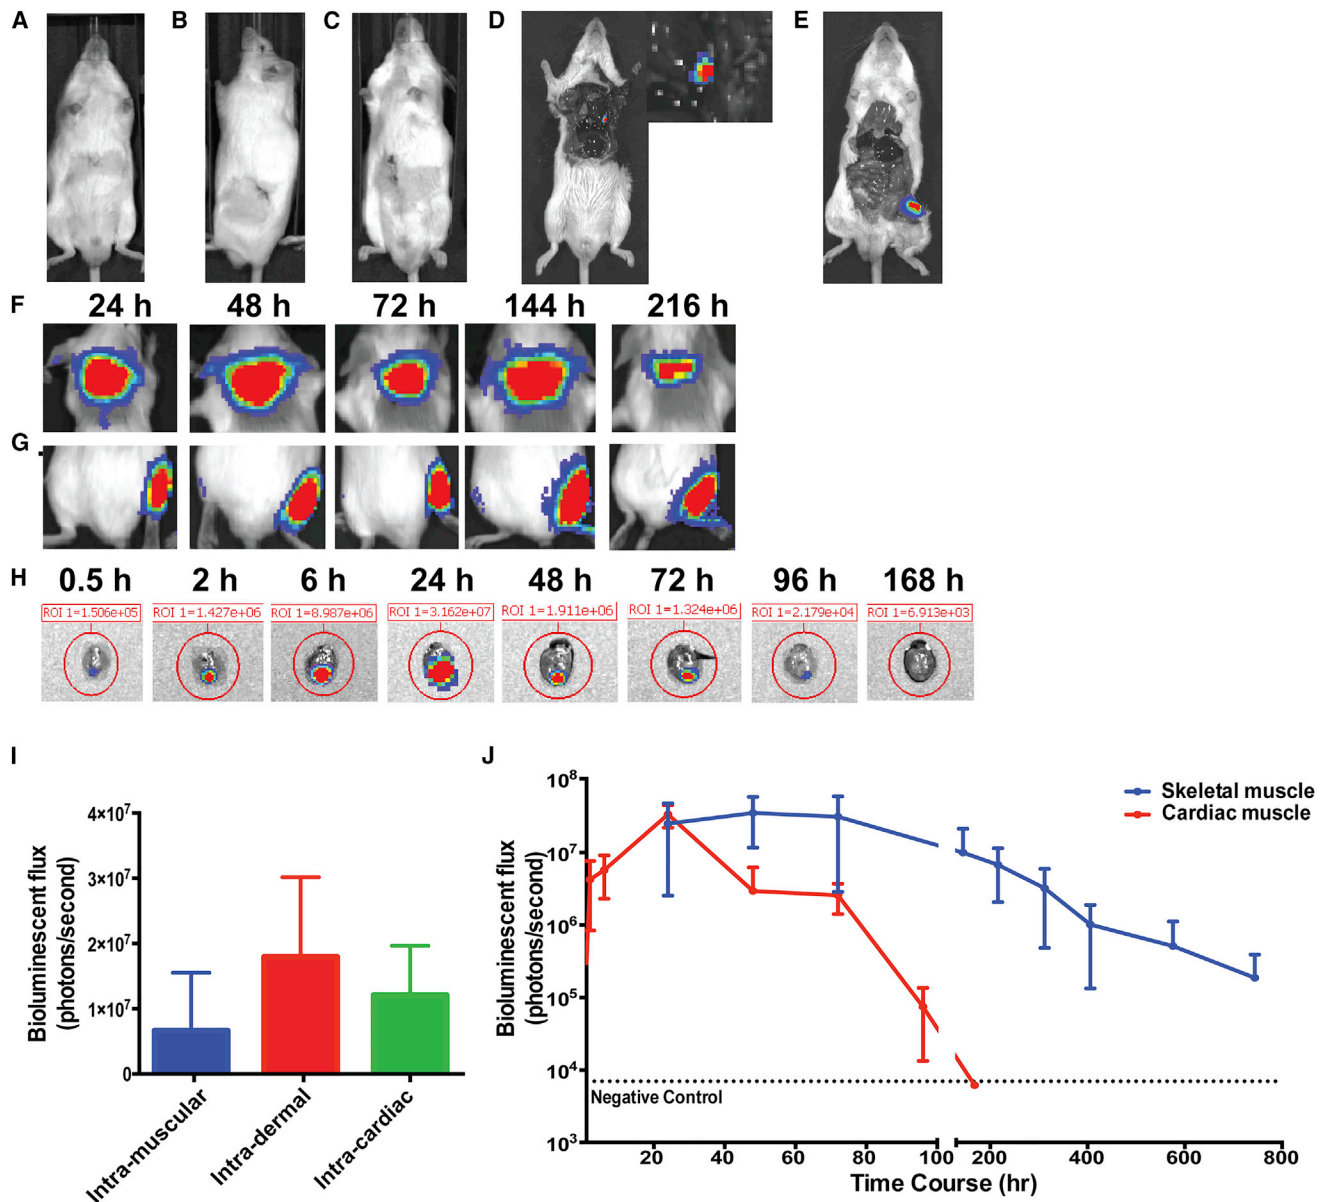 A B C D E
F 24 h 48 h 72 h 144 h 216 h
G
H 0.5 h 2 h 6 h 24 h 48 h 72 h 96 h 168 h
ROI 1=1.506e+05 ROI 1=1.427e+06 ROI 1=8.987e+06 ROI 1=3.162e+07 ROI 1=1.911e+06 ROI 1=1.324e+06 ROI 1=2.179e+04 ROI 1=6.913e+03
I
Bioluminescent flux
(photons/second)
4×10⁷
3×10⁷
2×10⁷
1×10⁷
0
Intra-muscular
Intra-dermal
Intra-cardiac
J
Bioluminescent flux
(photons/second)
10⁸
10⁷
10⁶
10⁵
10⁴
10³
Skeletal muscle
Cardiac muscle
Negative Control
20 40 60 80 100 200 400 600 800
Time Course (hr)